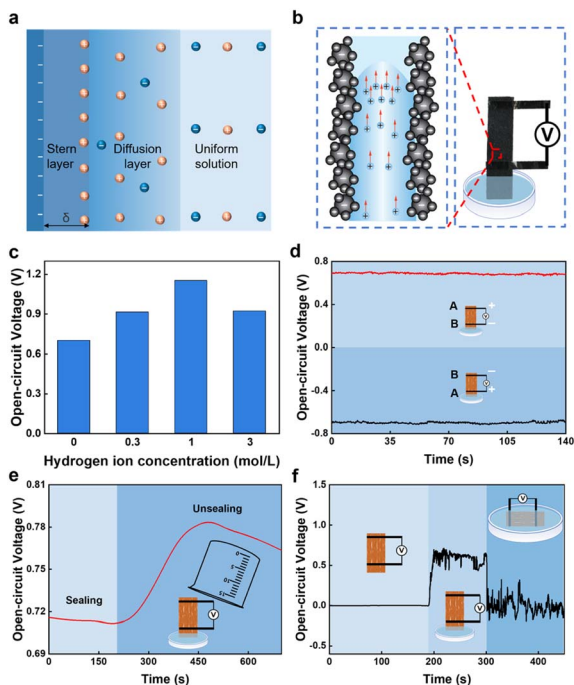 a
Stern
layer
Diffusion
layer
Uniform
solution
δ
b
V
c
Open-circuit Voltage (V)
1.2
0.9
0.6
0.3
0.0
0
0.3
1
3
Hydrogen ion concentration (mol/L)
d
Open-circuit Voltage (V)
0.8
0.4
0.0
-0.4
-0.8
A
B
+
−
B
A
−
+
0
35
70
105
140
Time (s)
e
Open-circuit Voltage (V)
0.81
0.78
0.75
0.72
0.69
Sealing
Unsealing
V
0
150
300
450
600
Time (s)
f
Open-circuit Voltage (V)
1.5
1.0
0.5
0.0
-0.5
V
V
V
0
100
200
300
400
Time (s)